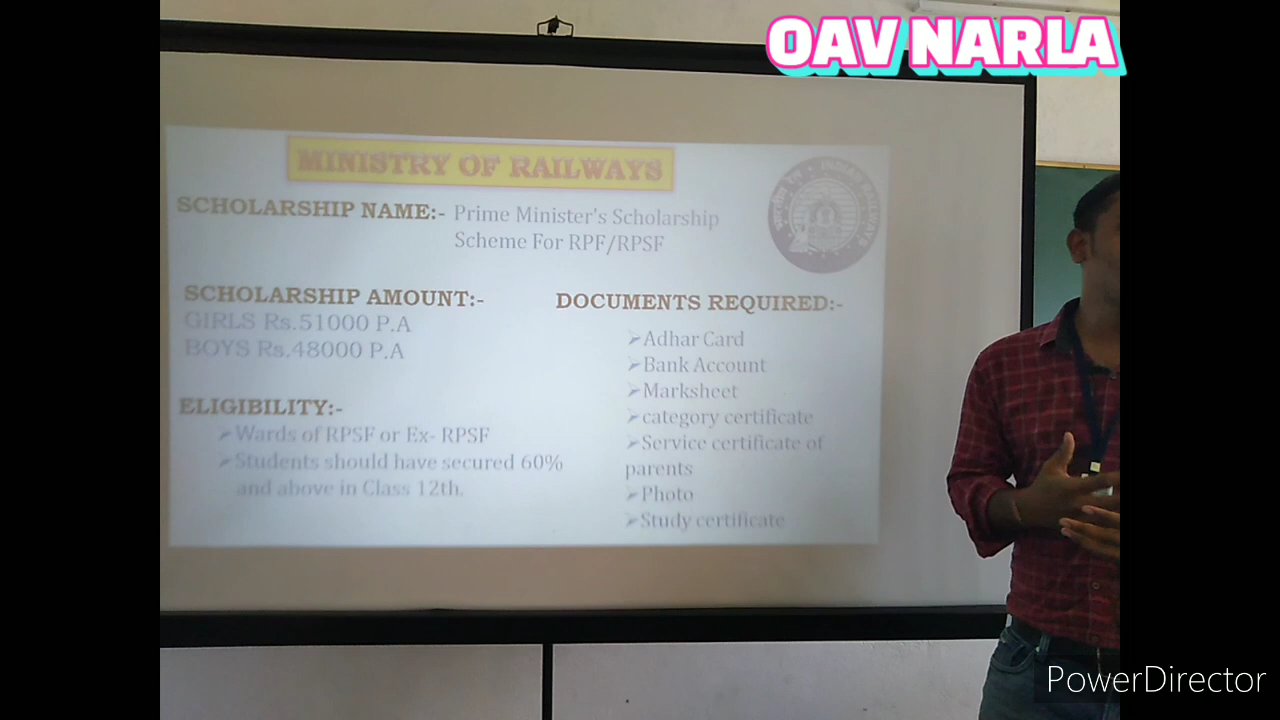 OAV NARLA
MINISTRY OF RAILWAYS
SCHOLARSHIP NAME:- Prime Minister's Scholarship
Scheme For RPF/RPSF
SCHOLARSHIP AMOUNT:-
GIRLS Rs.51000 P.A
BOYS Rs.48000 P.A
ELIGIBILITY:-
➢Wards of RPSF or Ex- RPSF
➢Students should have secured 60%
and above in Class 12th.
DOCUMENTS REQUIRED:-
➢Adhar Card
➢Bank Account
➢Marksheet
➢category certificate
➢Service certificate of
parents
➢Photo
➢Study certificate
PowerDirector